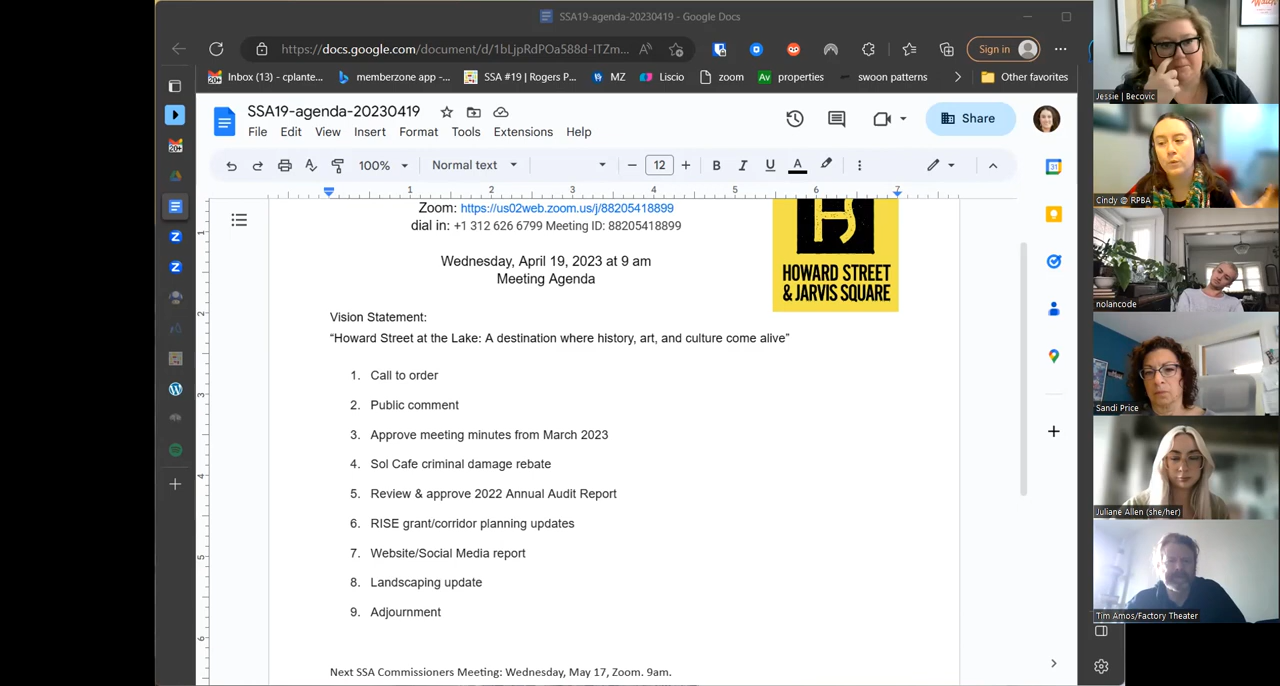 SSA19-agenda-20230419 - Google Docs
https://docs.google.com/document/d/1bLjpRdPOa588d-ITZm...
Sign in
Inbox (13) - cplante...
memberzone app -...
SSA #19 | Rogers P...
MZ
Liscio
zoom
Av properties
swoon patterns
Other favorites
SSA19-agenda-20230419
File Edit View Insert Format Tools Extensions Help
Share
100% Normal text 12 B I U A
1 2 3 4 5 6 7
Zoom: https://us02web.zoom.us/j/88205418899
dial in: +1 312 626 6799 Meeting ID: 88205418899
Wednesday, April 19, 2023 at 9 am
Meeting Agenda
H
HOWARD STREET
& JARVIS SQUARE
Vision Statement:
“Howard Street at the Lake: A destination where history, art, and culture come alive”
1. Call to order
2. Public comment
3. Approve meeting minutes from March 2023
4. Sol Cafe criminal damage rebate
5. Review & approve 2022 Annual Audit Report
6. RISE grant/corridor planning updates
7. Website/Social Media report
8. Landscaping update
9. Adjournment
Next SSA Commissioners Meeting: Wednesday, May 17, Zoom. 9am.
Jessie | Becovic
Cindy @ RPBA
nolancode
Sandi Price
Juliane Allen (she/her)
Tim Amos/Factory Theater